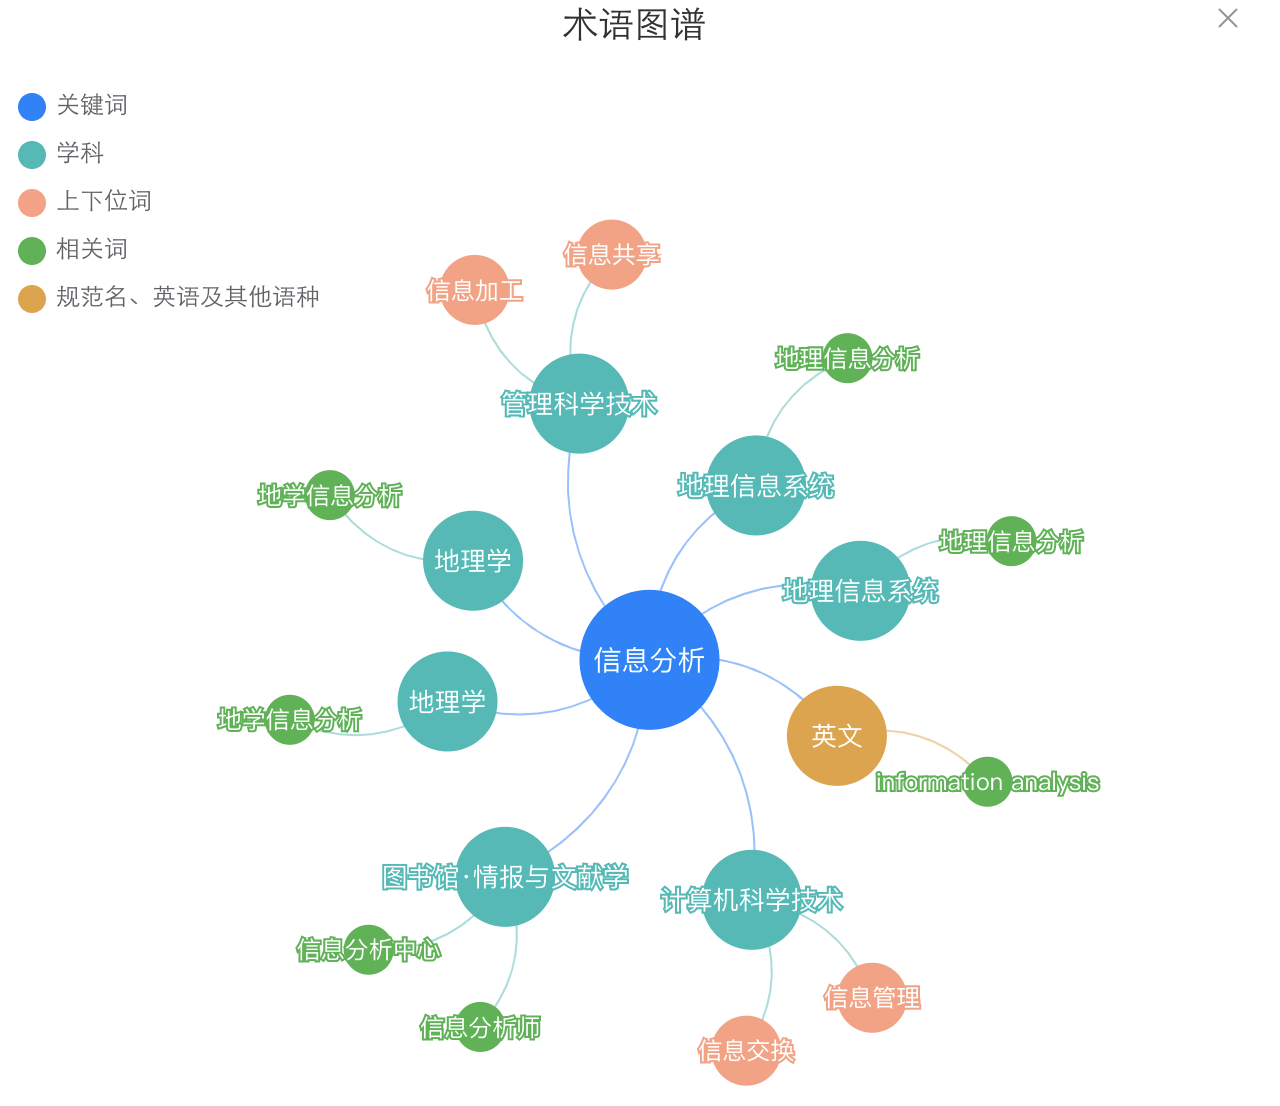 术语图谱
关键词
学科
上下位词
相关词
规范名、英语及其他语种
信息共享
信息加工
地理信息分析
管理科学技术
地理信息系统
地学信息分析
地理信息分析
地理学
地理信息系统
信息分析
地理学
地学信息分析
英文
information analysis
图书馆·情报与文献学
计算机科学技术
信息分析中心
信息管理
信息分析师
信息交换